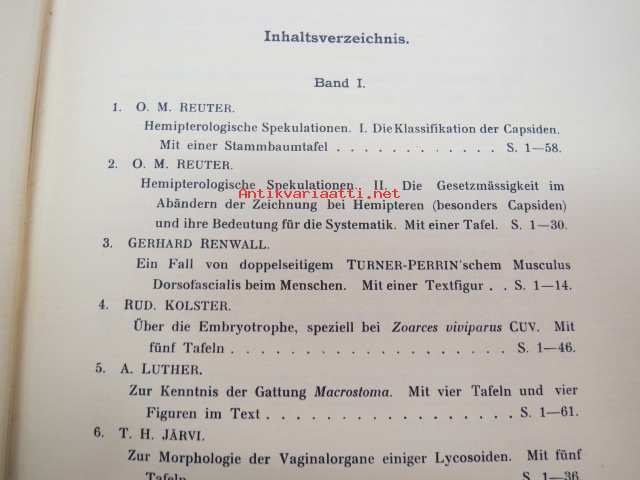 Inhaltsverzeichnis.
Band I.
1. O. M. REUTER.
Hemipterologische Spekulationen. I. Die Klassifikation der Capsiden.
Mit einer Stammbaumtafel . . . . . . . . . . . . S. 1—58.
2. O. M. REUTER.
Antikvariaatti.net
Hemipterologische Spekulationen. II. Die Gesetzmässigkeit im
Abändern der Zeichnung bei Hemipteren (besonders Capsiden)
und ihre Bedeutung für die Systematik. Mit einer Tafel. S. 1—30.
3. GERHARD RENWALL.
Ein Fall von doppelseitigem TURNER-PERRIN'schem Musculus
Dorsofascialis beim Menschen. Mit einer Textfigur . . S. 1—14.
4. RUD. KOLSTER.
Über die Embryotrophe, speziell bei Zoarces viviparus CUV. Mit
fünf Tafeln . . . . . . . . . . . . . . . . . . S. 1—46.
5. A. LUTHER.
Zur Kenntnis der Gattung Macrostoma. Mit vier Tafeln und vier
Figuren im Text . . . . . . . . . . . . . . . . S. 1—61.
6. T. H. JÄRVI.
Zur Morphologie der Vaginalorgane einiger Lycosoiden. Mit fünf
Tafeln . . . . . . . . . . . . . . . . . . . . S. 1—36.